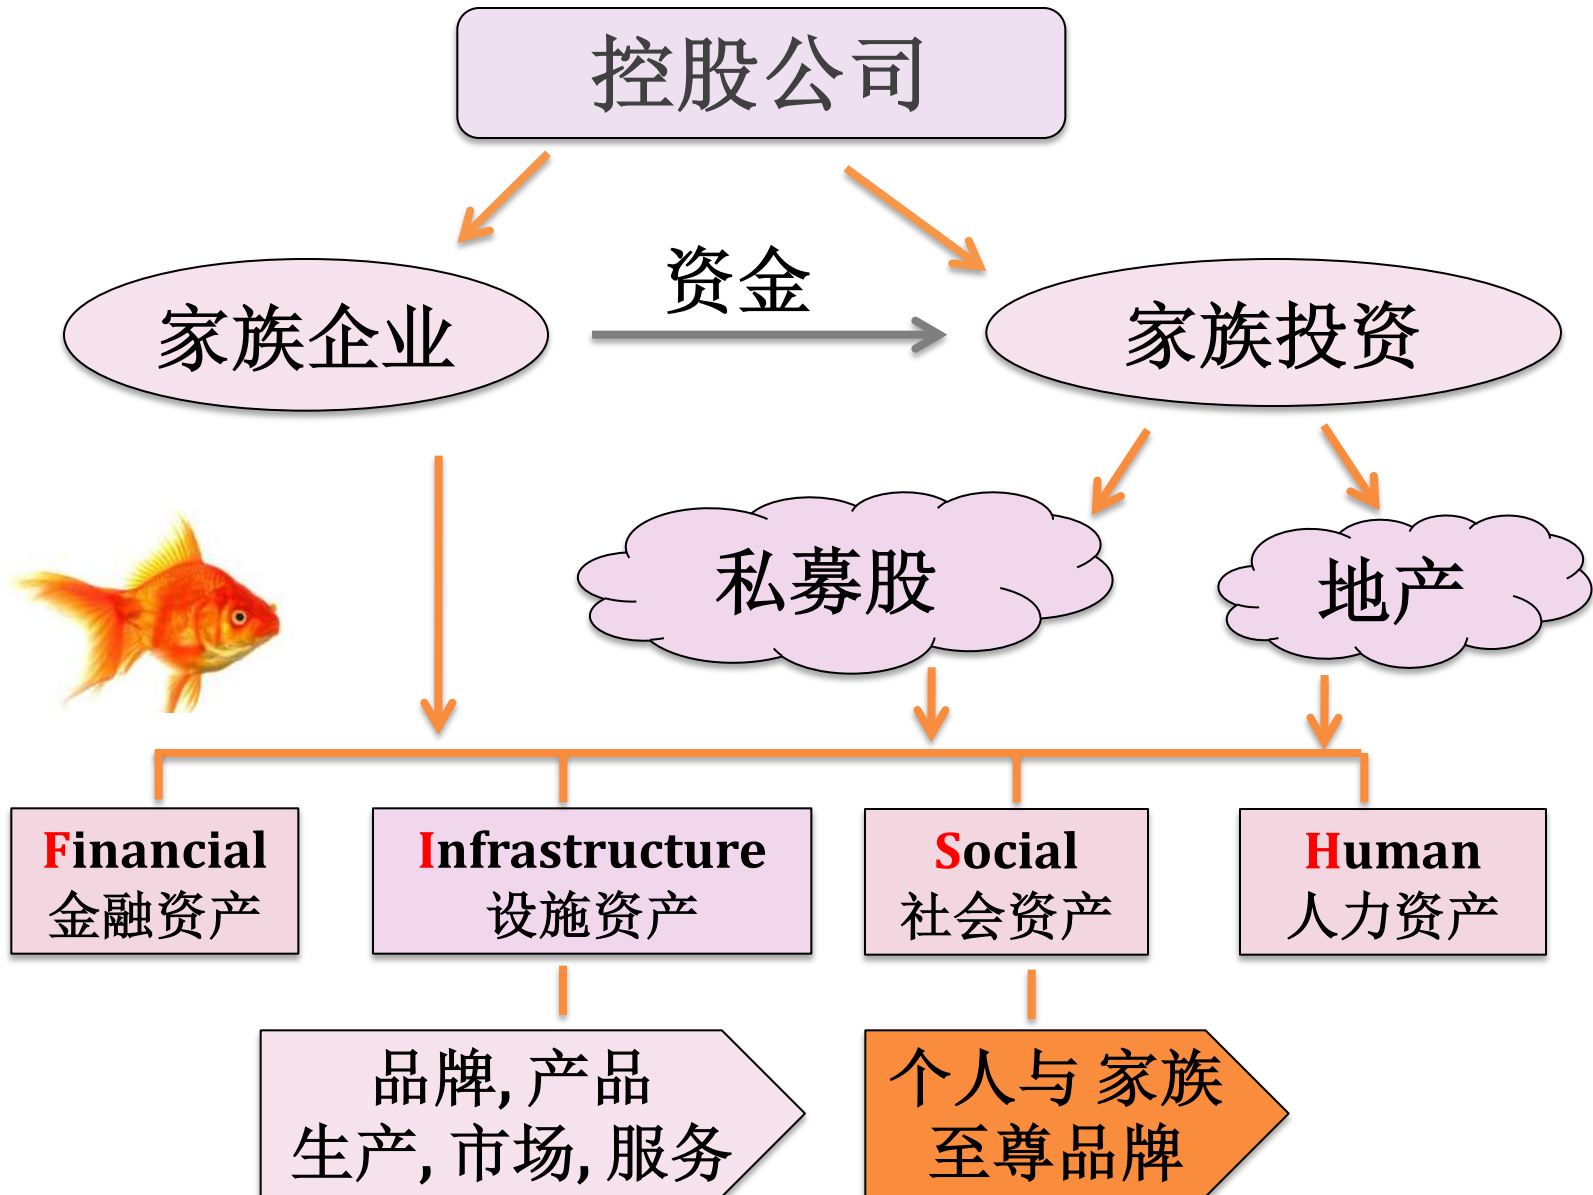 控股公司
资金
家族企业
家族投资
私募股
地产
Financial
金融资产
Infrastructure
设施资产
Social
社会资产
Human
人力资产
品牌, 产品
生产, 市场, 服务
个人与 家族
至尊品牌